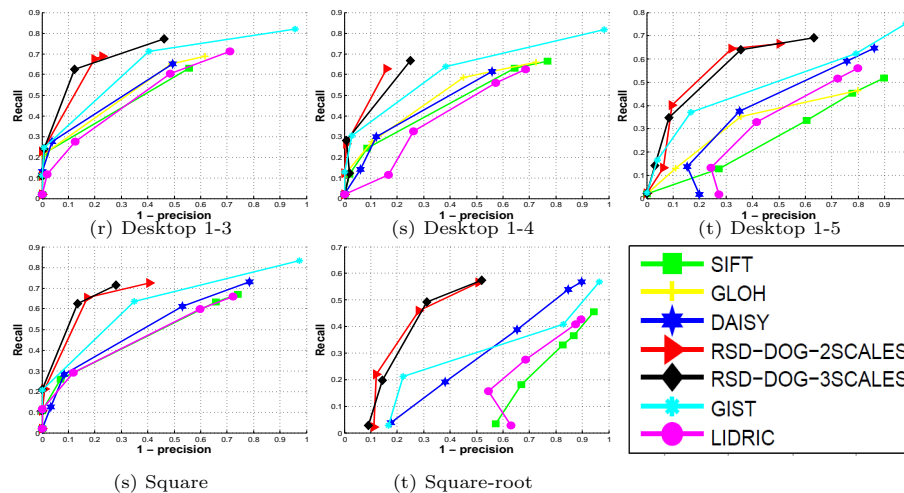 0.9
0.8
0.7
0.6
0.5
0.4
0.3
0.2
0.1
0
Recall
0 0.1 0.2 0.3 0.4 0.5 0.6 0.7 0.8 0.9 1
1 − precision
(r) Desktop 1-3
0.9
0.8
0.7
0.6
0.5
0.4
0.3
0.2
0.1
0
Recall
0 0.1 0.2 0.3 0.4 0.5 0.6 0.7 0.8 0.9 1
1 − precision
(s) Desktop 1-4
0.8
0.7
0.6
0.5
0.4
0.3
0.2
0.1
0
Recall
0 0.1 0.2 0.3 0.4 0.5 0.6 0.7 0.8 0.9 1
1 − precision
(t) Desktop 1-5
0.9
0.8
0.7
0.6
0.5
0.4
0.3
0.2
0.1
0
Recall
0 0.1 0.2 0.3 0.4 0.5 0.6 0.7 0.8 0.9 1
1 − precision
(s) Square
0.7
0.6
0.5
0.4
0.3
0.2
0.1
0
Recall
0 0.1 0.2 0.3 0.4 0.5 0.6 0.7 0.8 0.9 1
1 − precision
(t) Square-root
SIFT
GLOH
DAISY
RSD-DOG-2SCALES
RSD-DOG-3SCALES
GIST
LIDRIC